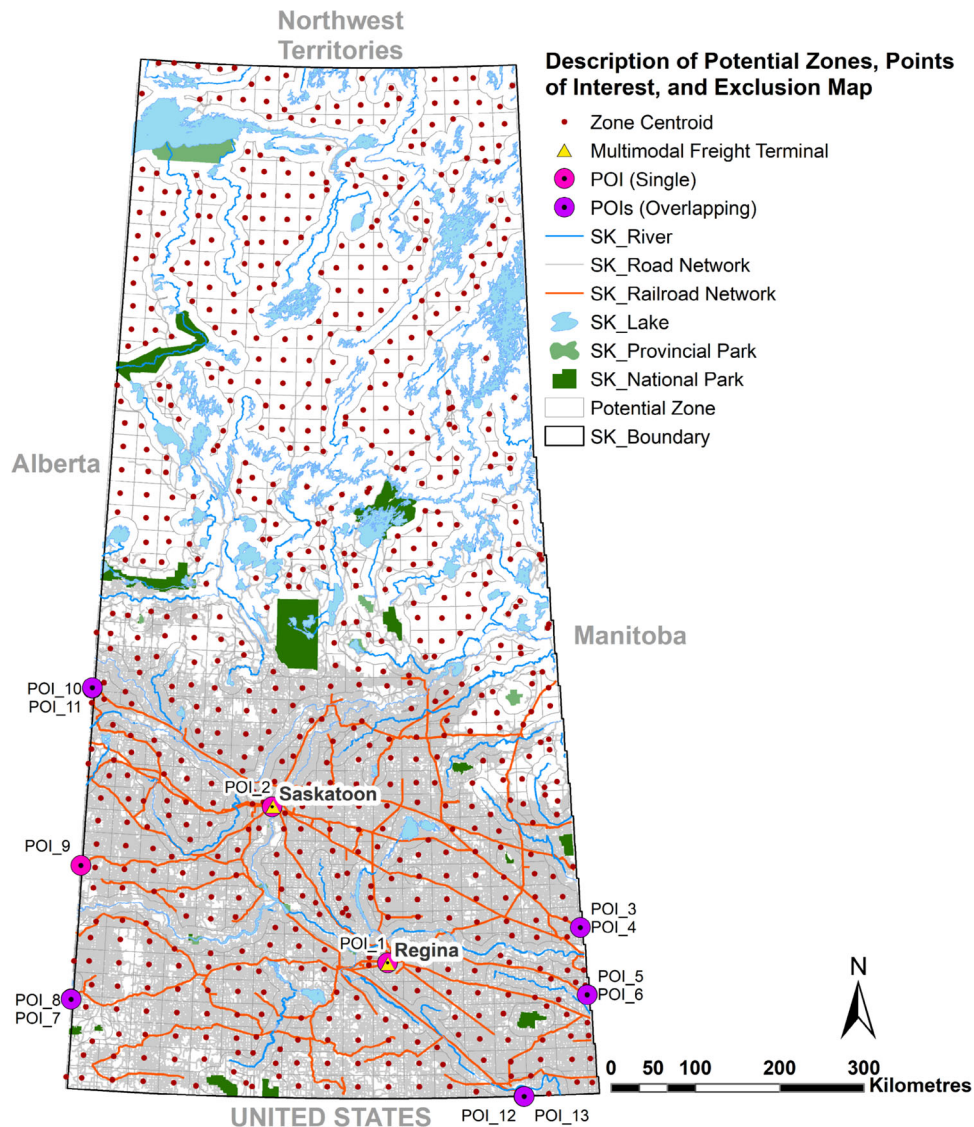 Northwest
Territories
Description of Potential Zones, Points
of Interest, and Exclusion Map
Zone Centroid
Multimodal Freight Terminal
POI (Single)
POIs (Overlapping)
SK_River
SK_Road Network
SK_Railroad Network
SK_Lake
SK_Provincial Park
SK_National Park
Potential Zone
SK_Boundary
Alberta
Manitoba
POI_10
POI_11
POI_2
Saskatoon
POI_9
POI_3
POI_4
POI_1
Regina
POI_5
POI_6
POI_8
POI_7
N
0 50 100 200 300
Kilometres
UNITED STATES
POI_12 POI_13